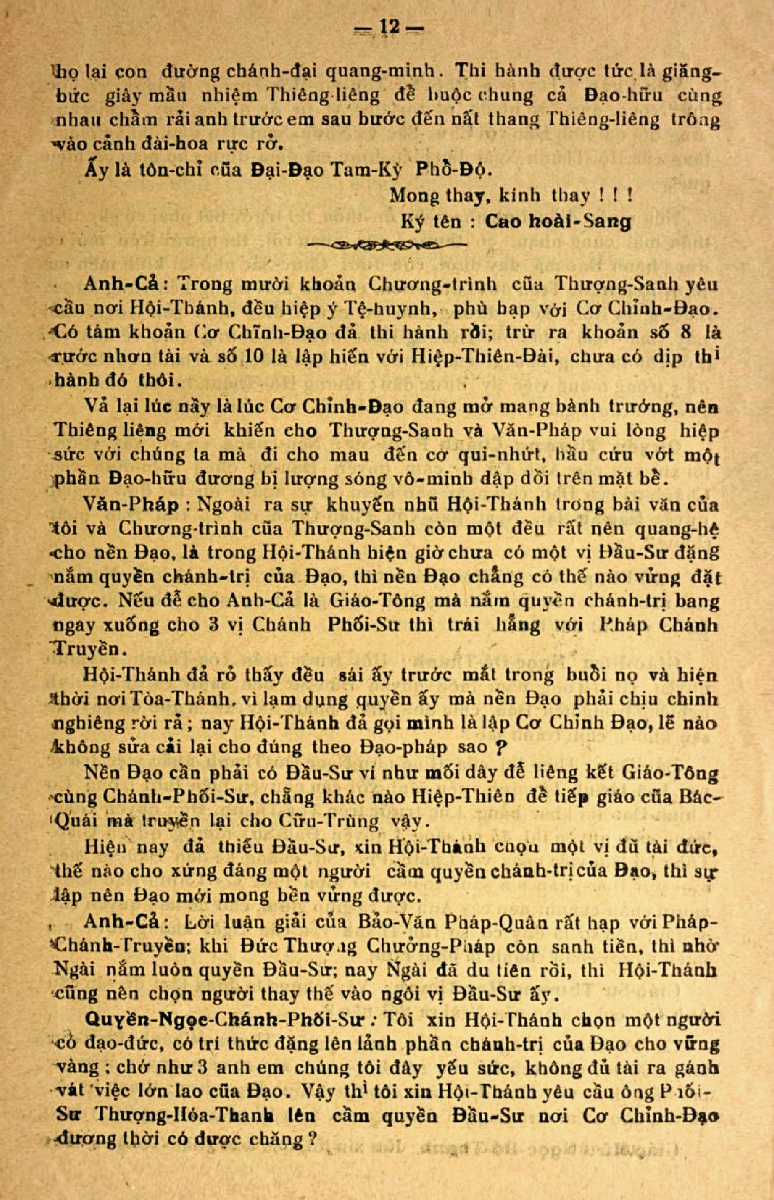 — 12 —
họ lại con đường chánh-đại quang-minh. Thi hành được tức là giăng-
bức giây mầu nhiệm Thiêng-liêng để buộc chung cả Đạo-hữu cùng
nhau chầm rải anh trước em sau bước đến nất thang Thiêng-liêng trông
vào cảnh đài-hoa rực rở.
Ấy là tôn-chỉ của Đại-Đạo Tam-Kỳ Phổ-Độ.
Mong thay, kính thay ! ! !
Ký tên : Cao hoài-Sang
Anh-Cả : Trong mười khoản Chương-trình của Thượng-Sanh yêu
cầu nơi Hội-Thánh, đều hiệp ý Tệ-huynh, phù hạp với Cơ Chỉnh-Đạo.
Có tám khoản Cơ Chỉnh-Đạo đả thi hành rồi; trừ ra khoản số 8 là
rước nhơn tài và số 10 là lập hiến với Hiệp-Thiên-Đài, chưa có dịp thi
hành đó thôi.
Vả lại lúc nầy là lúc Cơ Chỉnh-Đạo đang mở mang bành trướng, nên
Thiêng liêng mới khiến cho Thượng-Sanh và Văn-Pháp vui lòng hiệp
sức với chúng ta mà đi cho mau đến cơ qui-nhứt, hầu cứu vớt một
phần Đạo-hữu đương bị lượng sóng vô-minh dập dồi trên mặt bể.
Văn-Pháp : Ngoài ra sự khuyến nhũ Hội-Thánh trong bài văn của
tôi và Chương-trình của Thượng-Sanh còn một đều rất nên quang-hệ
cho nền Đạo, là trong Hội-Thánh hiện giờ chưa có một vị Đầu-Sư đặng
nắm quyền chánh-trị của Đạo, thì nền Đạo chẳng có thế nào vững đặt
được. Nếu để cho Anh-Cả là Giáo-Tông mà nắm quyền chánh-trị bang
ngay xuống cho 3 vị Chánh Phối-Sư thì trái hẳng với Pháp Chánh
Truyền.
Hội-Thánh đả rỏ thấy đều sái ấy trước mắt trong buổi nọ và hiện
thời nơi Tòa-Thánh, vì lạm dụng quyền ấy mà nền Đạo phải chịu chinh
nghiêng rời rả ; nay Hội-Thánh đả gọi mình là lập Cơ Chỉnh Đạo, lẽ nào
không sửa cải lại cho đúng theo Đạo-pháp sao ?
Nền Đạo cần phải có Đầu-Sư ví như mối dây để liêng kết Giáo-Tông
cùng Chánh-Phối-Sư, chẳng khác nào Hiệp-Thiên để tiếp giáo của Bác-
Quái mà truyền lại cho Cửu-Trùng vậy.
Hiện nay đả thiếu Đầu-Sư, xin Hội-Thánh chọn một vị đủ tài đức,
thế nào cho xứng đáng một người cầm quyền chánh-trị của Đạo, thì sự
lập nên Đạo mới mong bền vững được.
Anh-Cả : Lời luận giải của Bảo-Văn Pháp-Quân rất hạp với Pháp-
Chánh-Truyền; khi Đức Thượng Chưởng-Pháp còn sanh tiền, thì nhờ
Ngài nắm luôn quyền Đầu-Sư; nay Ngài đã du tiên rồi, thì Hội-Thánh
cũng nên chọn người thay thế vào ngôi vị Đầu-Sư ấy.
Quyền-Ngọc-Chánh-Phối-Sư : Tôi xin Hội-Thánh chọn một người
có đạo-đức, có trí thức đặng lên lảnh phần chánh-trị của Đạo cho vững
vàng ; chớ như 3 anh em chúng tôi đây yếu sức, không đủ tài ra gánh
vát việc lớn lao của Đạo. Vậy thì tôi xin Hội-Thánh yêu cầu ông Phối-
Sư Thượng-Hóa-Thanh lên cầm quyền Đầu-Sư nơi Cơ Chỉnh-Đạo
đương thời có được chăng ?